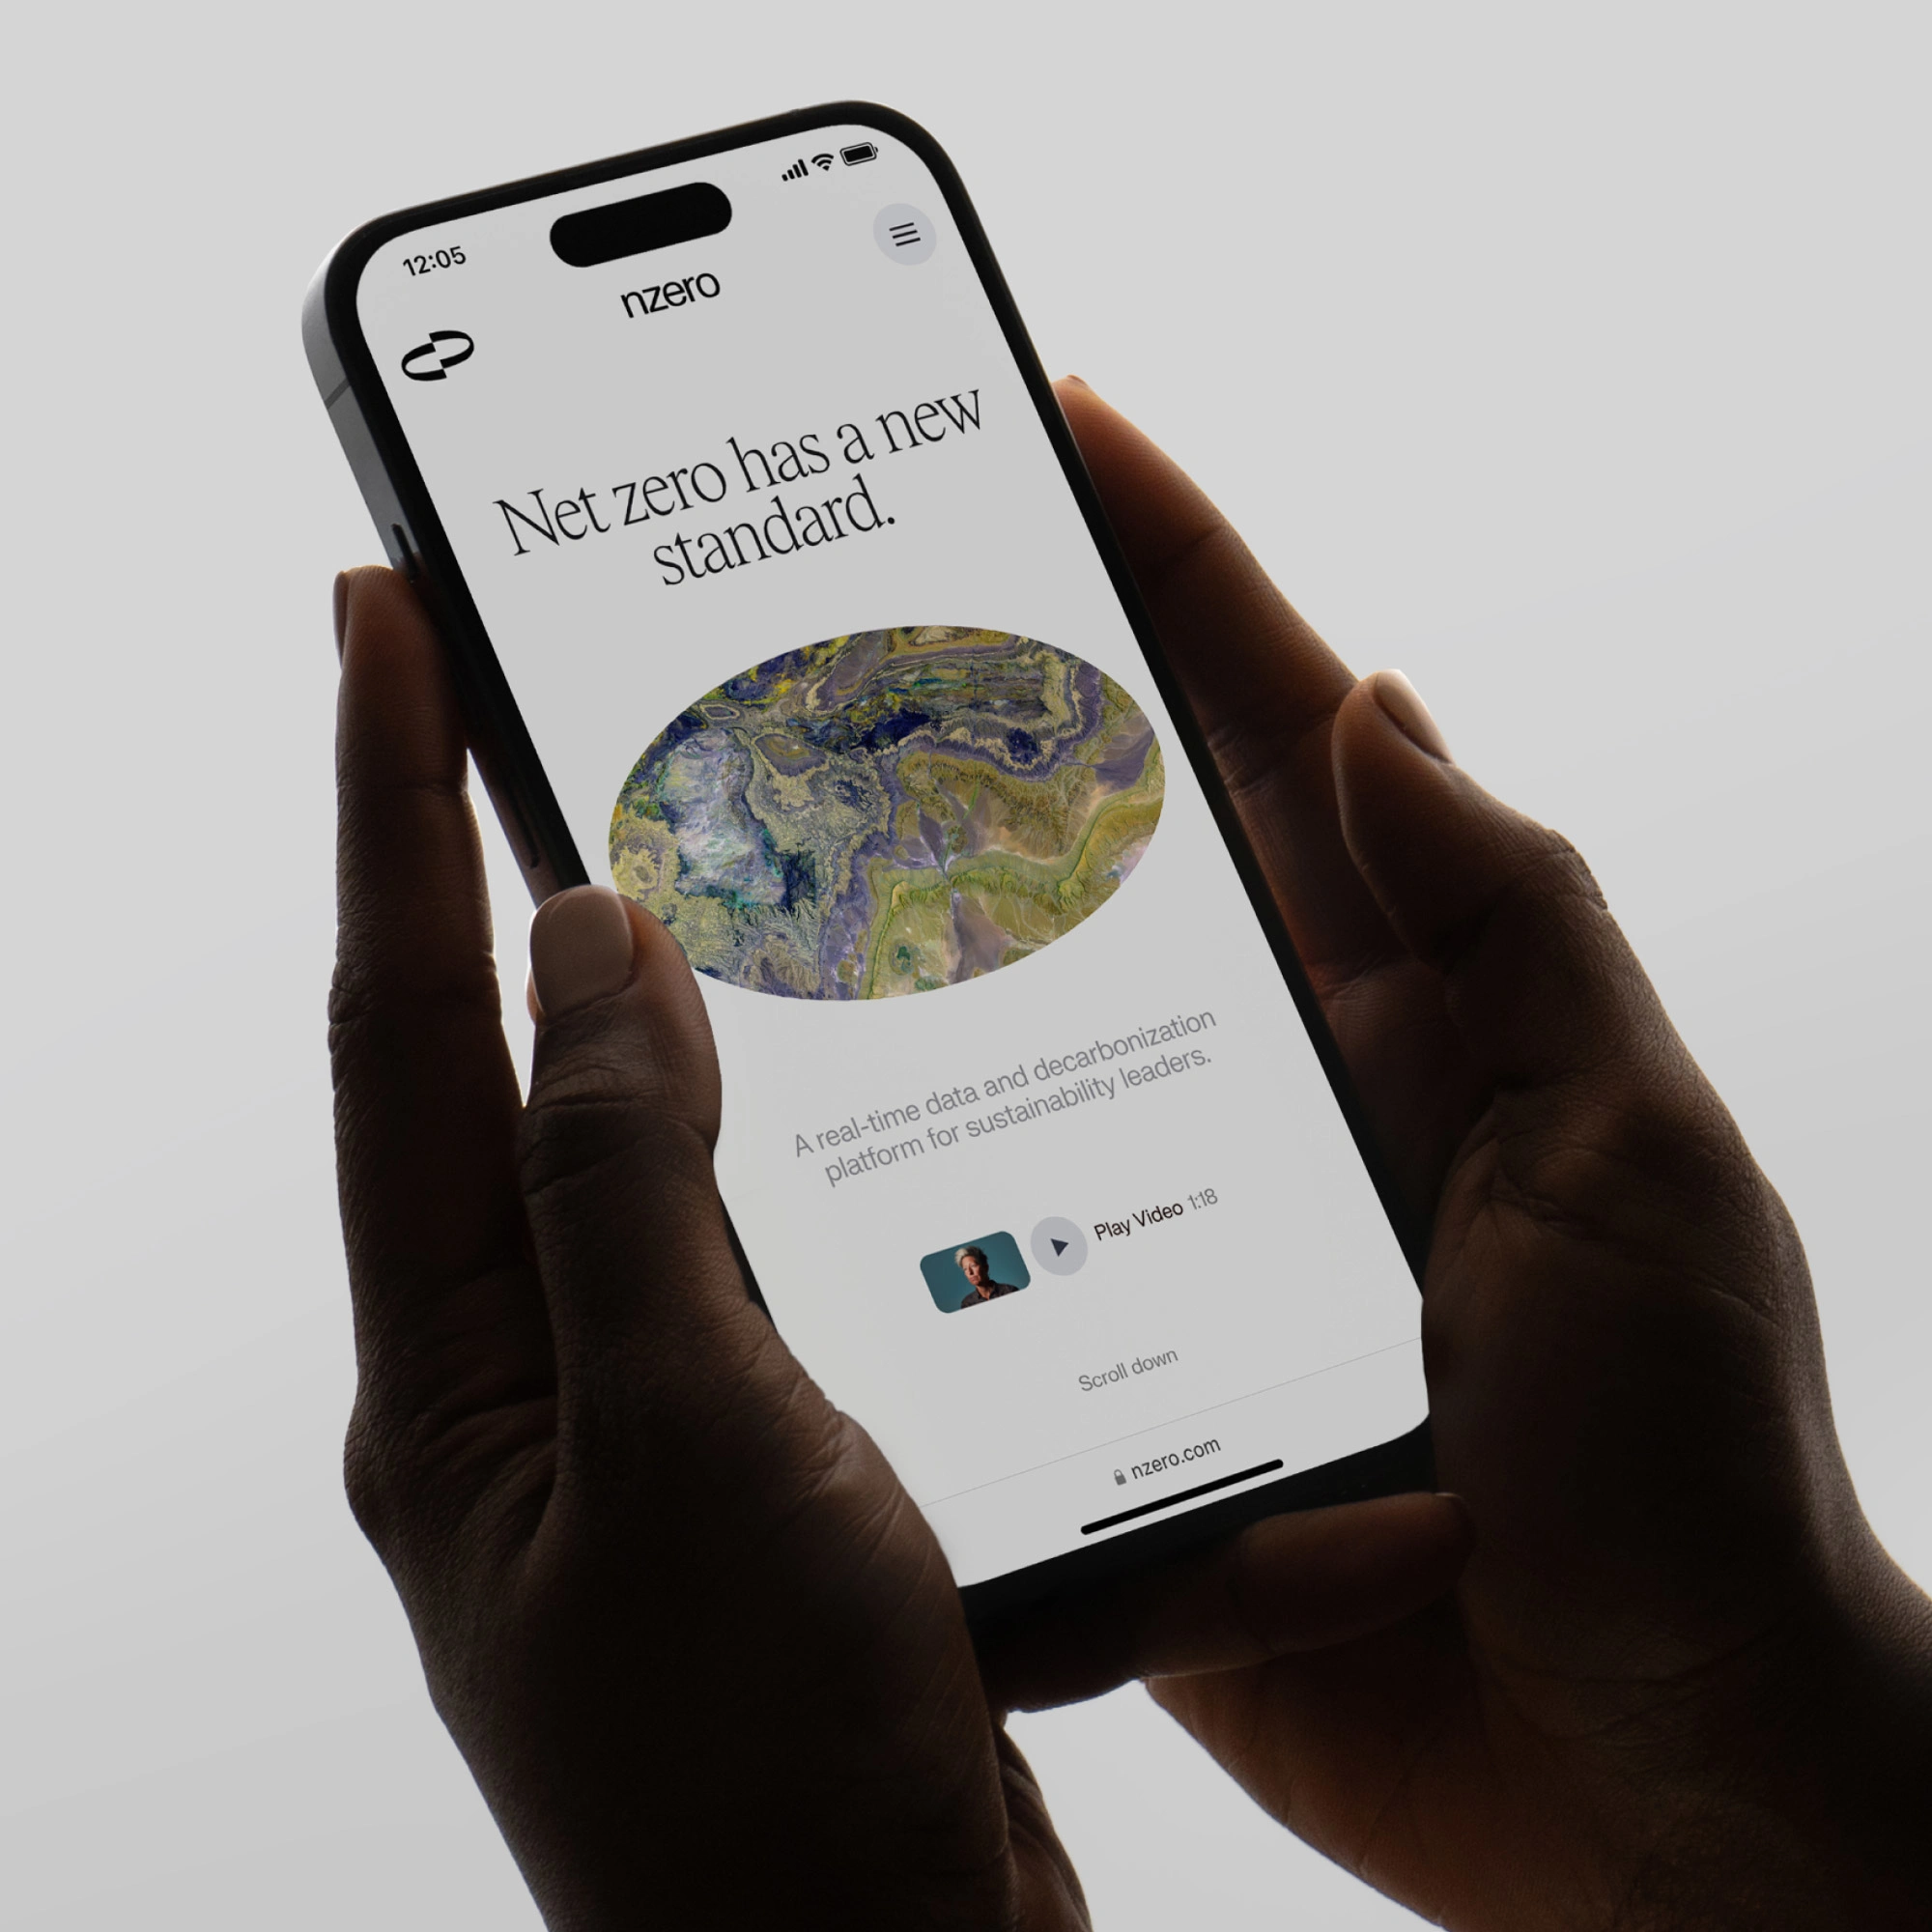 12:05
nzero
Net zero has a new
standard.
A real-time data and decarbonization
platform for sustainability leaders.
Play Video 1:18
Scroll down
nzero.com